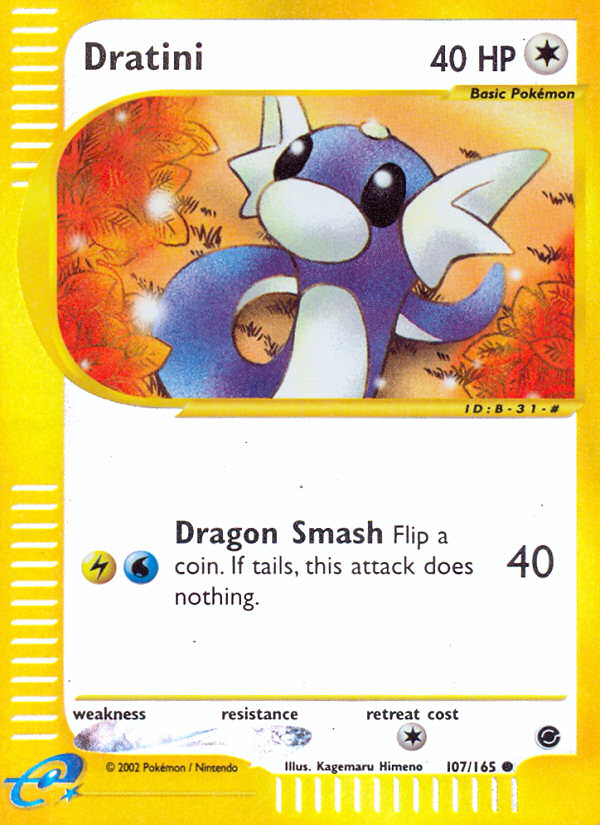 Dratini
40 HP
Basic Pokémon
ID:B-31-#
Dragon Smash Flip a
coin. If tails, this attack does
nothing.
40
weakness
resistance
retreat cost
© 2002 Pokémon / Nintendo
Illus. Kagemaru Himeno
107/165